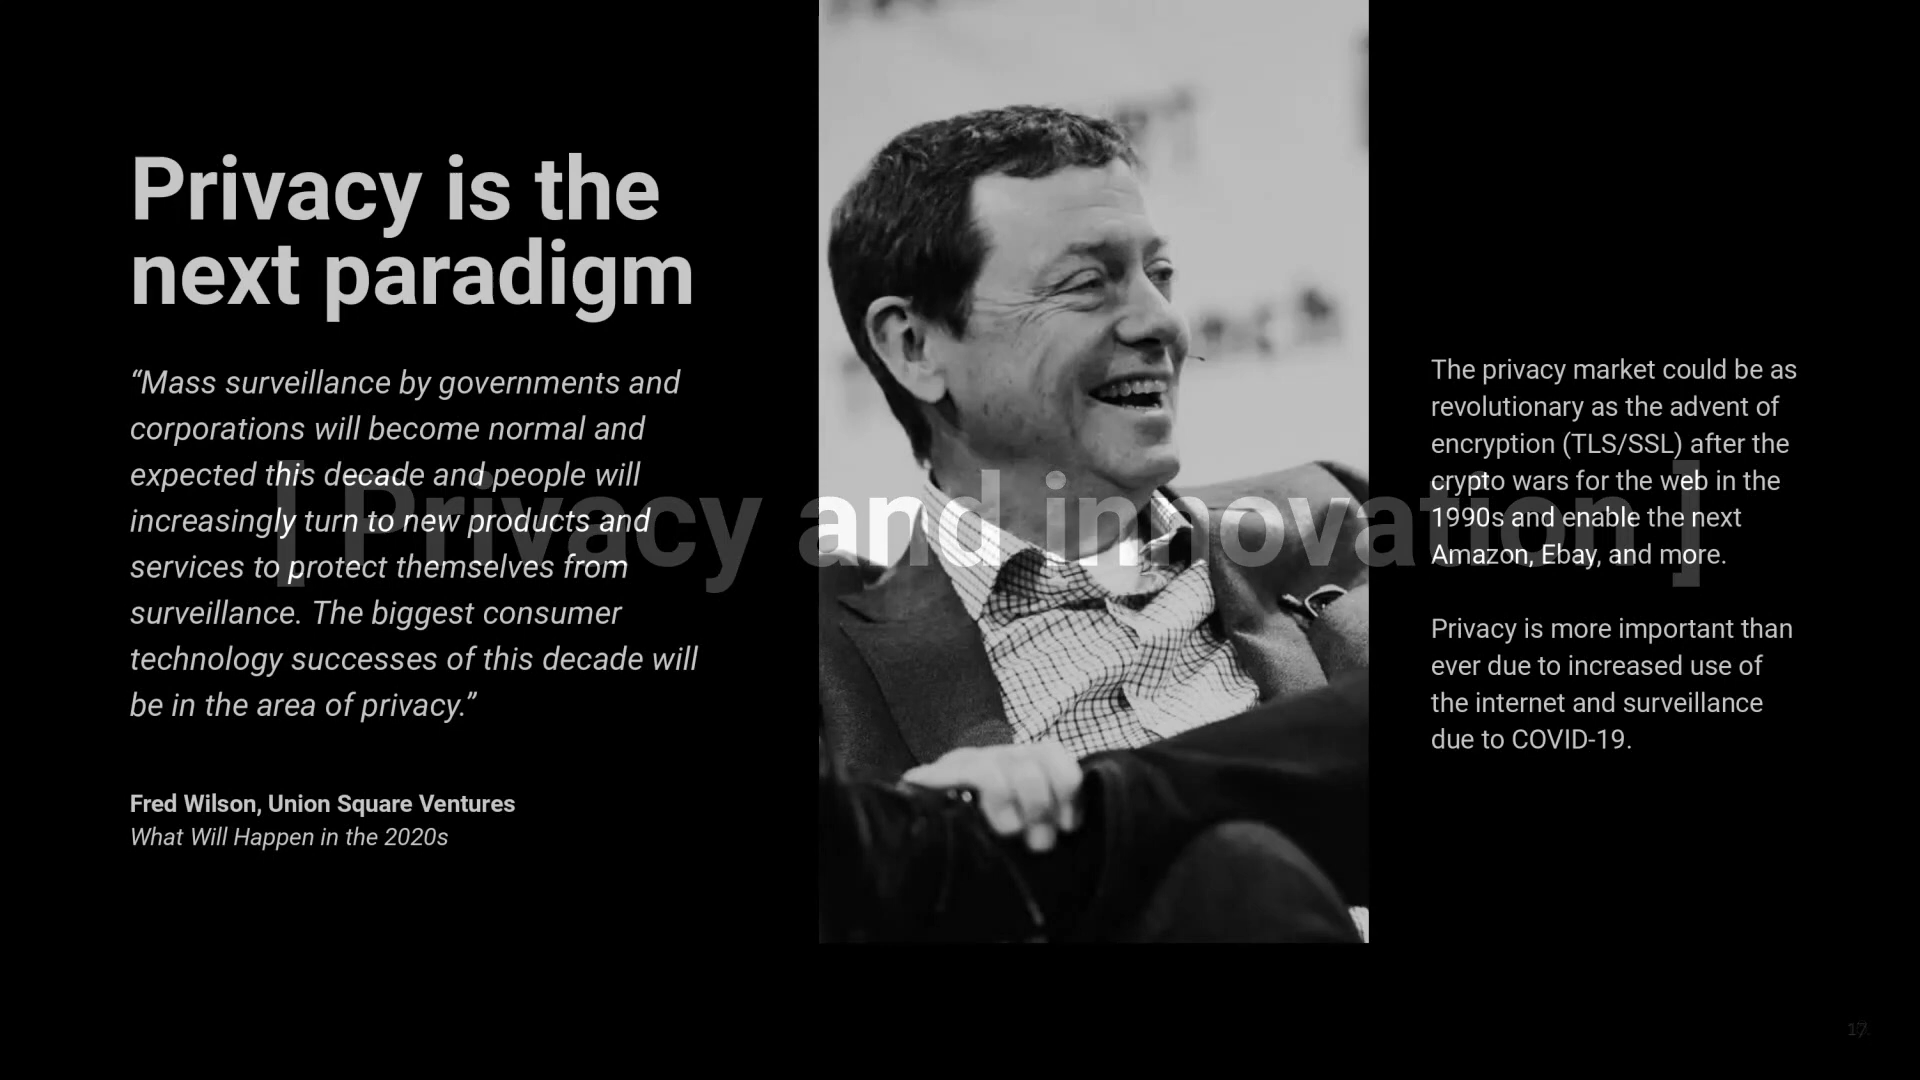 Privacy is the
next paradigm
“Mass surveillance by governments and
corporations will become normal and
expected this decade and people will
increasingly turn to new products and
services to protect themselves from
surveillance. The biggest consumer
technology successes of this decade will
be in the area of privacy.”
Fred Wilson, Union Square Ventures
What Will Happen in the 2020s
[ Privacy and innovation ]
The privacy market could be as
revolutionary as the advent of
encryption (TLS/SSL) after the
crypto wars for the web in the
1990s and enable the next
Amazon, Ebay, and more.
Privacy is more important than
ever due to increased use of
the internet and surveillance
due to COVID-19.
17